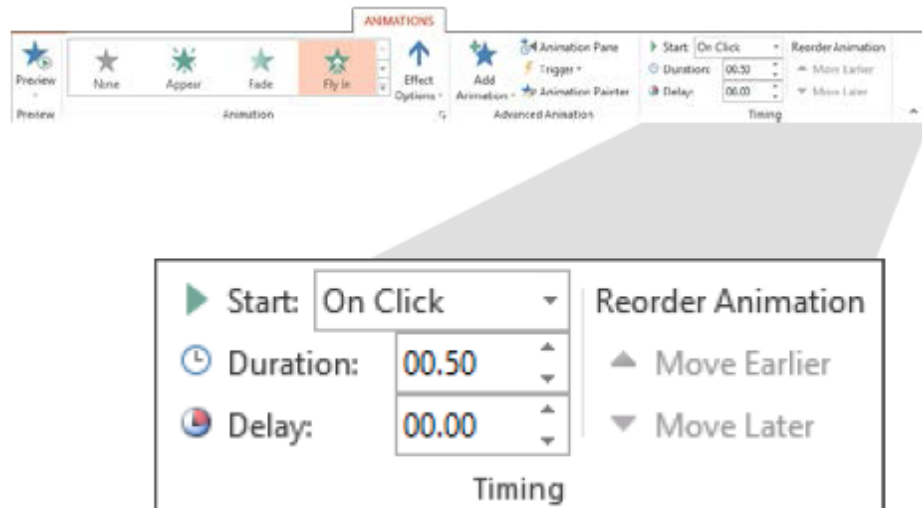 ANIMATIONS
Preview
None
Appear
Fade
Fly In
Effect
Options
Add
Animation
Animation Pane
Trigger
Animation Painter
Start: On Click
Duration: 00.50
Delay: 00.00
Reorder Animation
Move Earlier
Move Later
Preview
Animation
Advanced Animation
Timing
Start: On Click
Duration: 00.50
Delay: 00.00
Reorder Animation
Move Earlier
Move Later
Timing